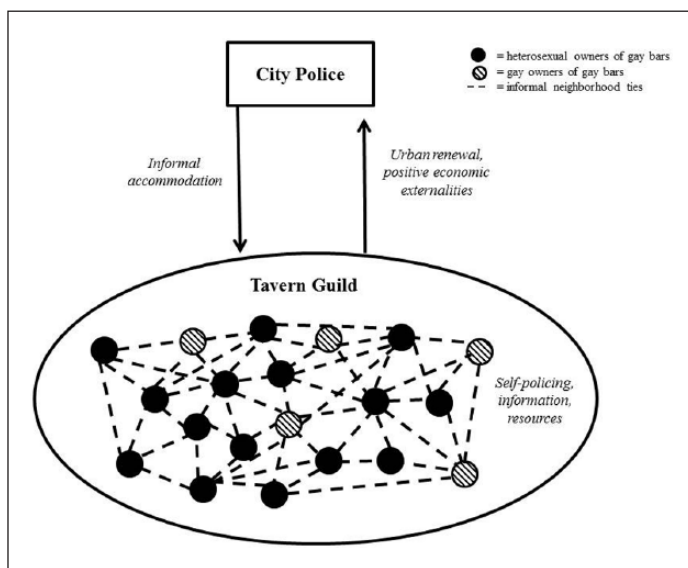 City Police
= heterosexual owners of gay bars
= gay owners of gay bars
= informal neighborhood ties
Informal
accommodation
Urban renewal,
positive economic
externalities
Tavern Guild
Self-policing,
information,
resources